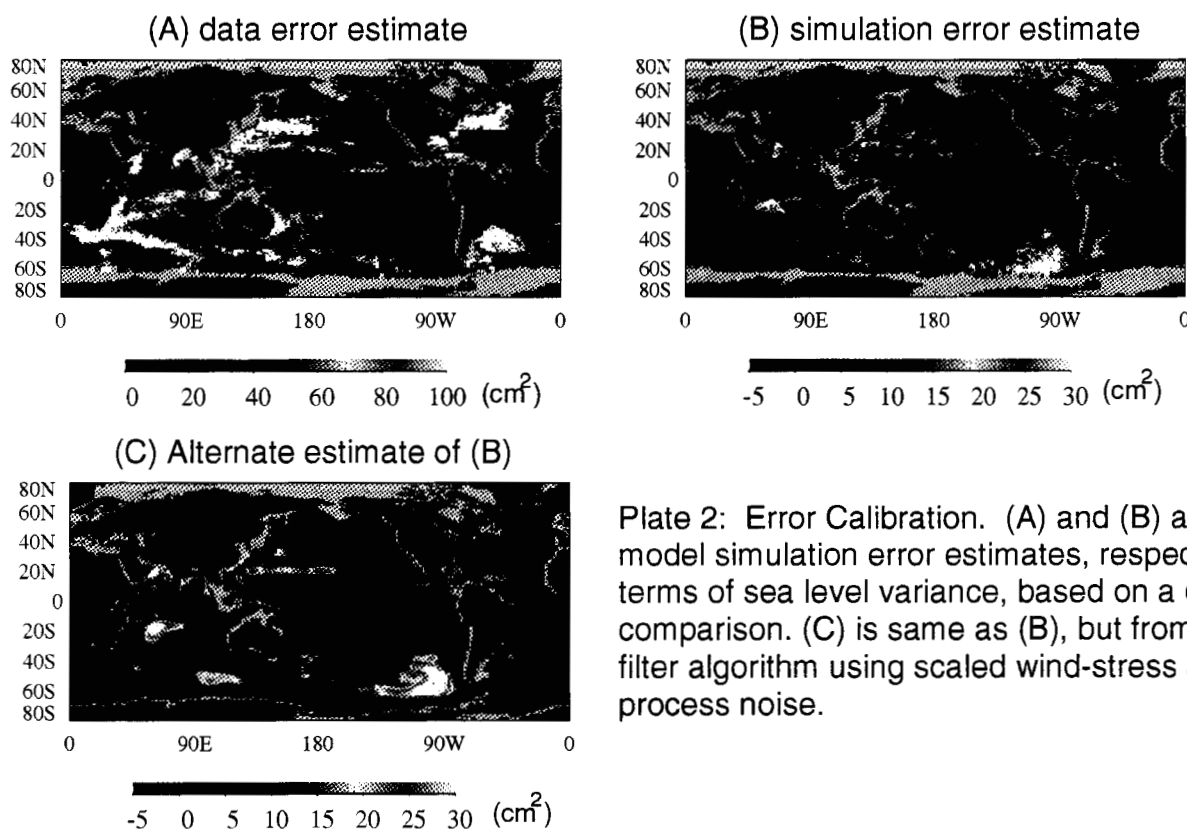 (A) data error estimate
80N
60N
40N
20N
0
20S
40S
60S
80S
0 90E 180 90W 0
0 20 40 60 80 100 (cm²)
(B) simulation error estimate
80N
60N
40N
20N
0
20S
40S
60S
80S
0 90E 180 90W 0
-5 0 5 10 15 20 25 30 (cm²)
(C) Alternate estimate of (B)
80N
60N
40N
20N
0
20S
40S
60S
80S
0 90E 180 90W 0
-5 0 5 10 15 20 25 30 (cm²)
Plate 2: Error Calibration. (A) and (B) a
model simulation error estimates, respec
terms of sea level variance, based on a
comparison. (C) is same as (B), but from
filter algorithm using scaled wind-stress
process noise.